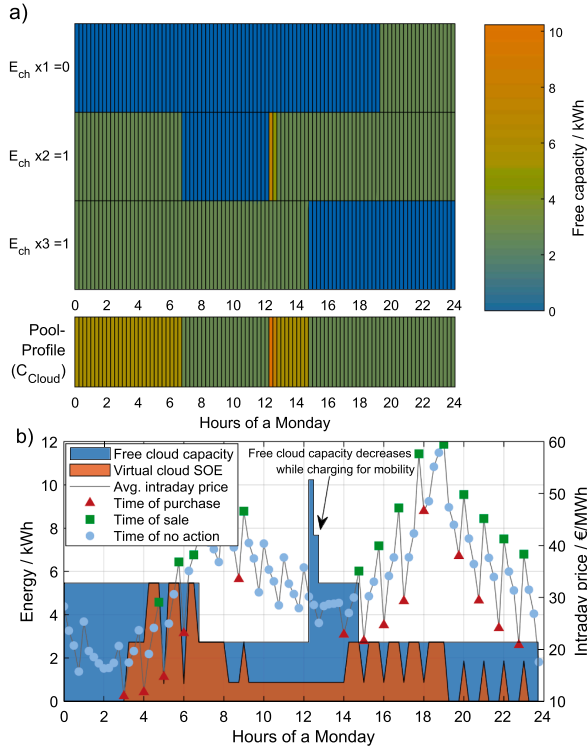 a)
E_ch x1 =0
E_ch x2 =1
E_ch x3 =1
0 2 4 6 8 10 12 14 16 18 20 22 24
10
8
6
4
2
0
Free capacity / kWh
Pool-
Profile
(C_Cloud)
0 2 4 6 8 10 12 14 16 18 20 22 24
Hours of a Monday
b)
12
10
8
6
4
2
0
Energy / kWh
Free cloud capacity
Virtual cloud SOE
Avg. intraday price
Time of purchase
Time of sale
Time of no action
Free cloud capacity decreases
while charging for mobility
60
50
40
30
20
10
Intraday price / €/MWh
0 2 4 6 8 10 12 14 16 18 20 22 24
Hours of a Monday